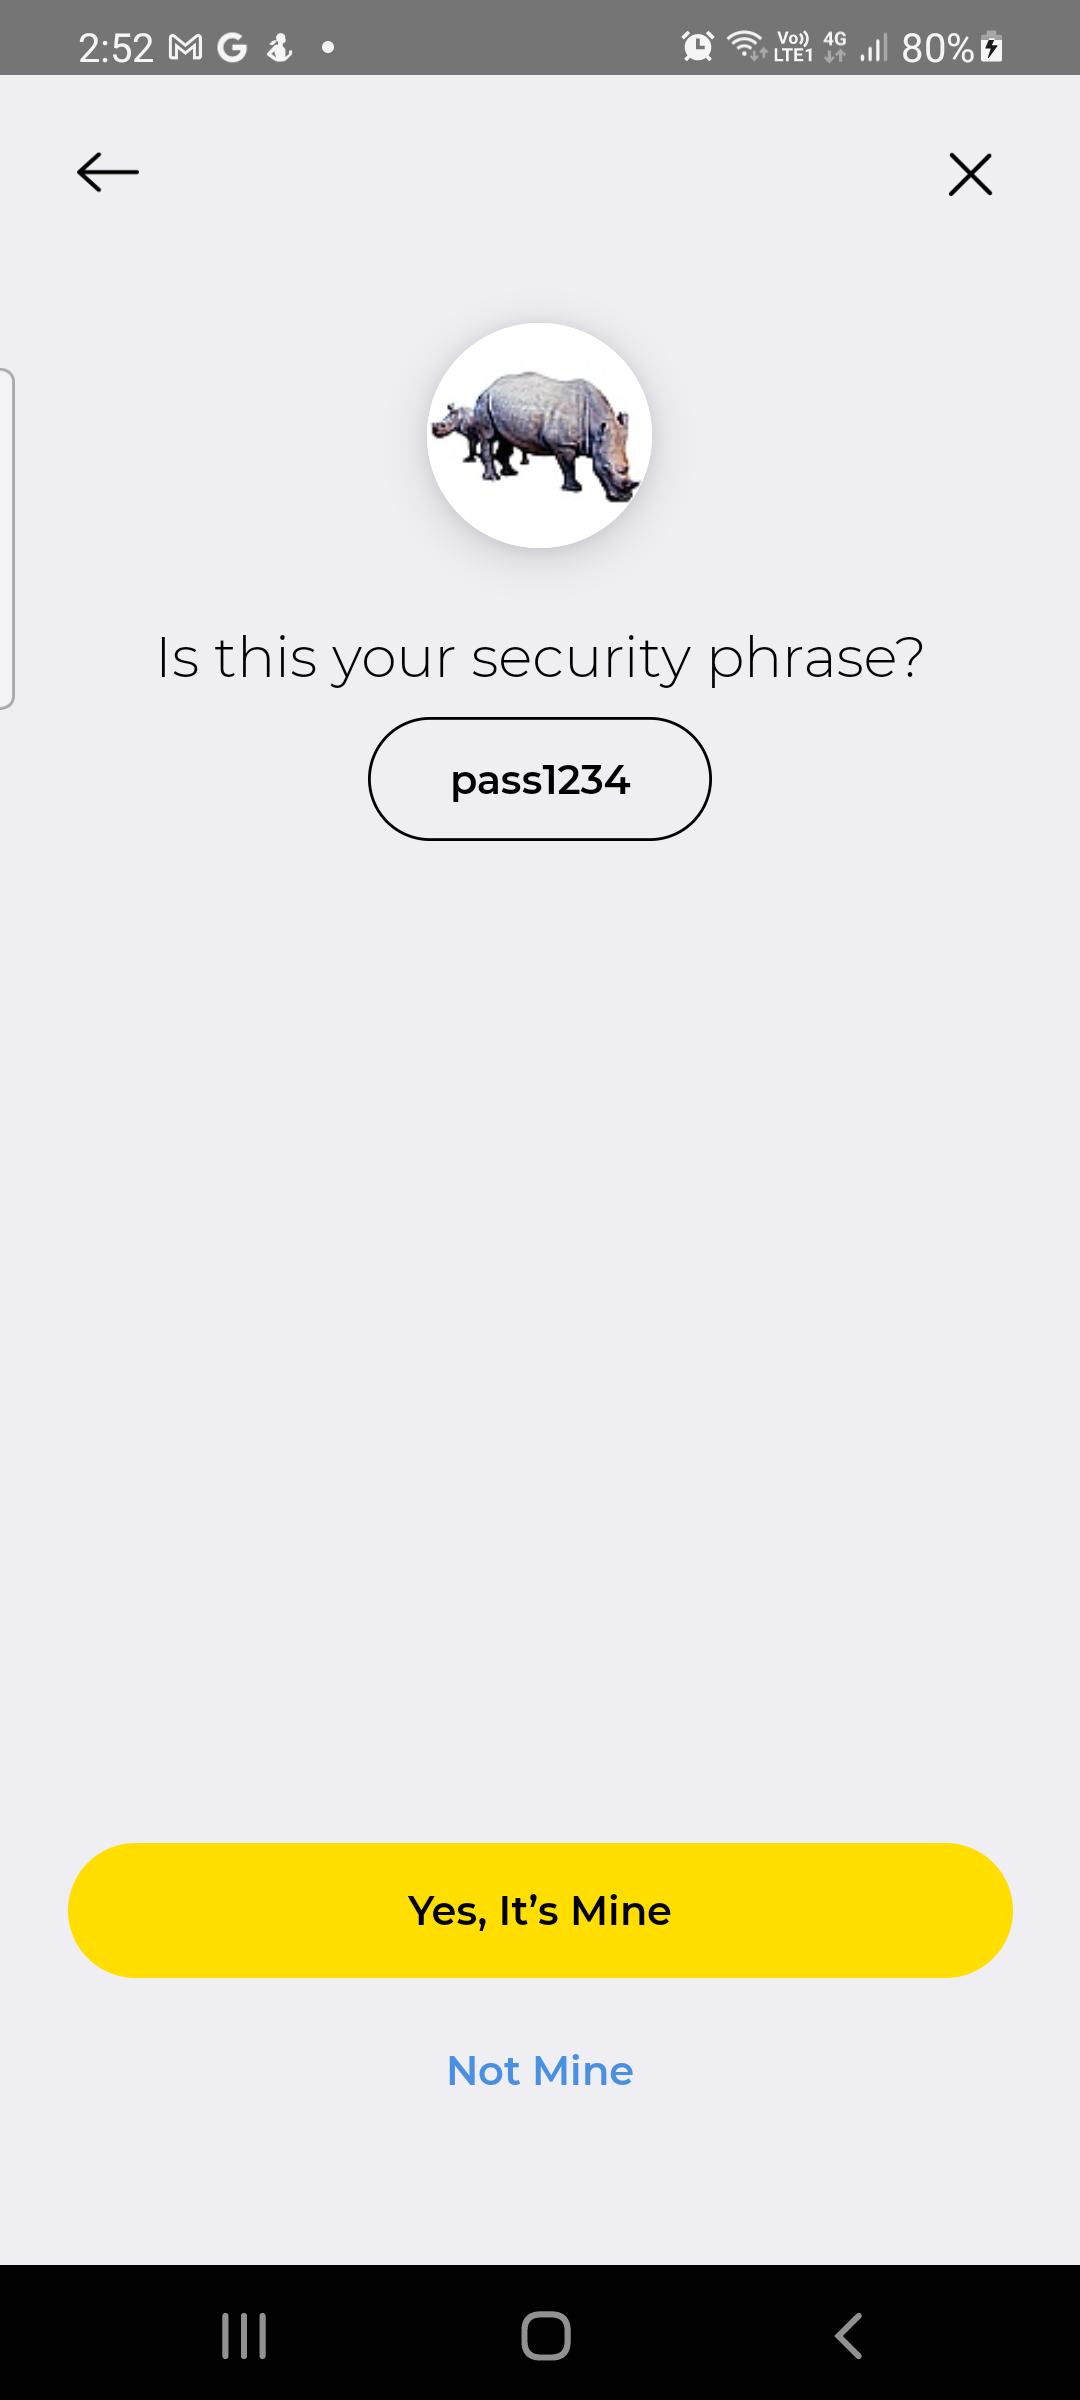 2:52 Vo)) LTE1 4G 80%
Is this your security phrase?
pass1234
Yes, It’s Mine
Not Mine